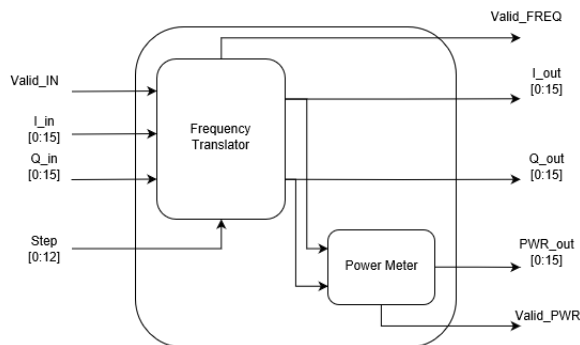 Valid_FREQ
Valid_IN
I_out
[0:15]
I_in
[0:15]
Frequency
Translator
Q_in
[0:15]
Q_out
[0:15]
Step
[0:12]
Power Meter
PWR_out
[0:15]
Valid_PWR